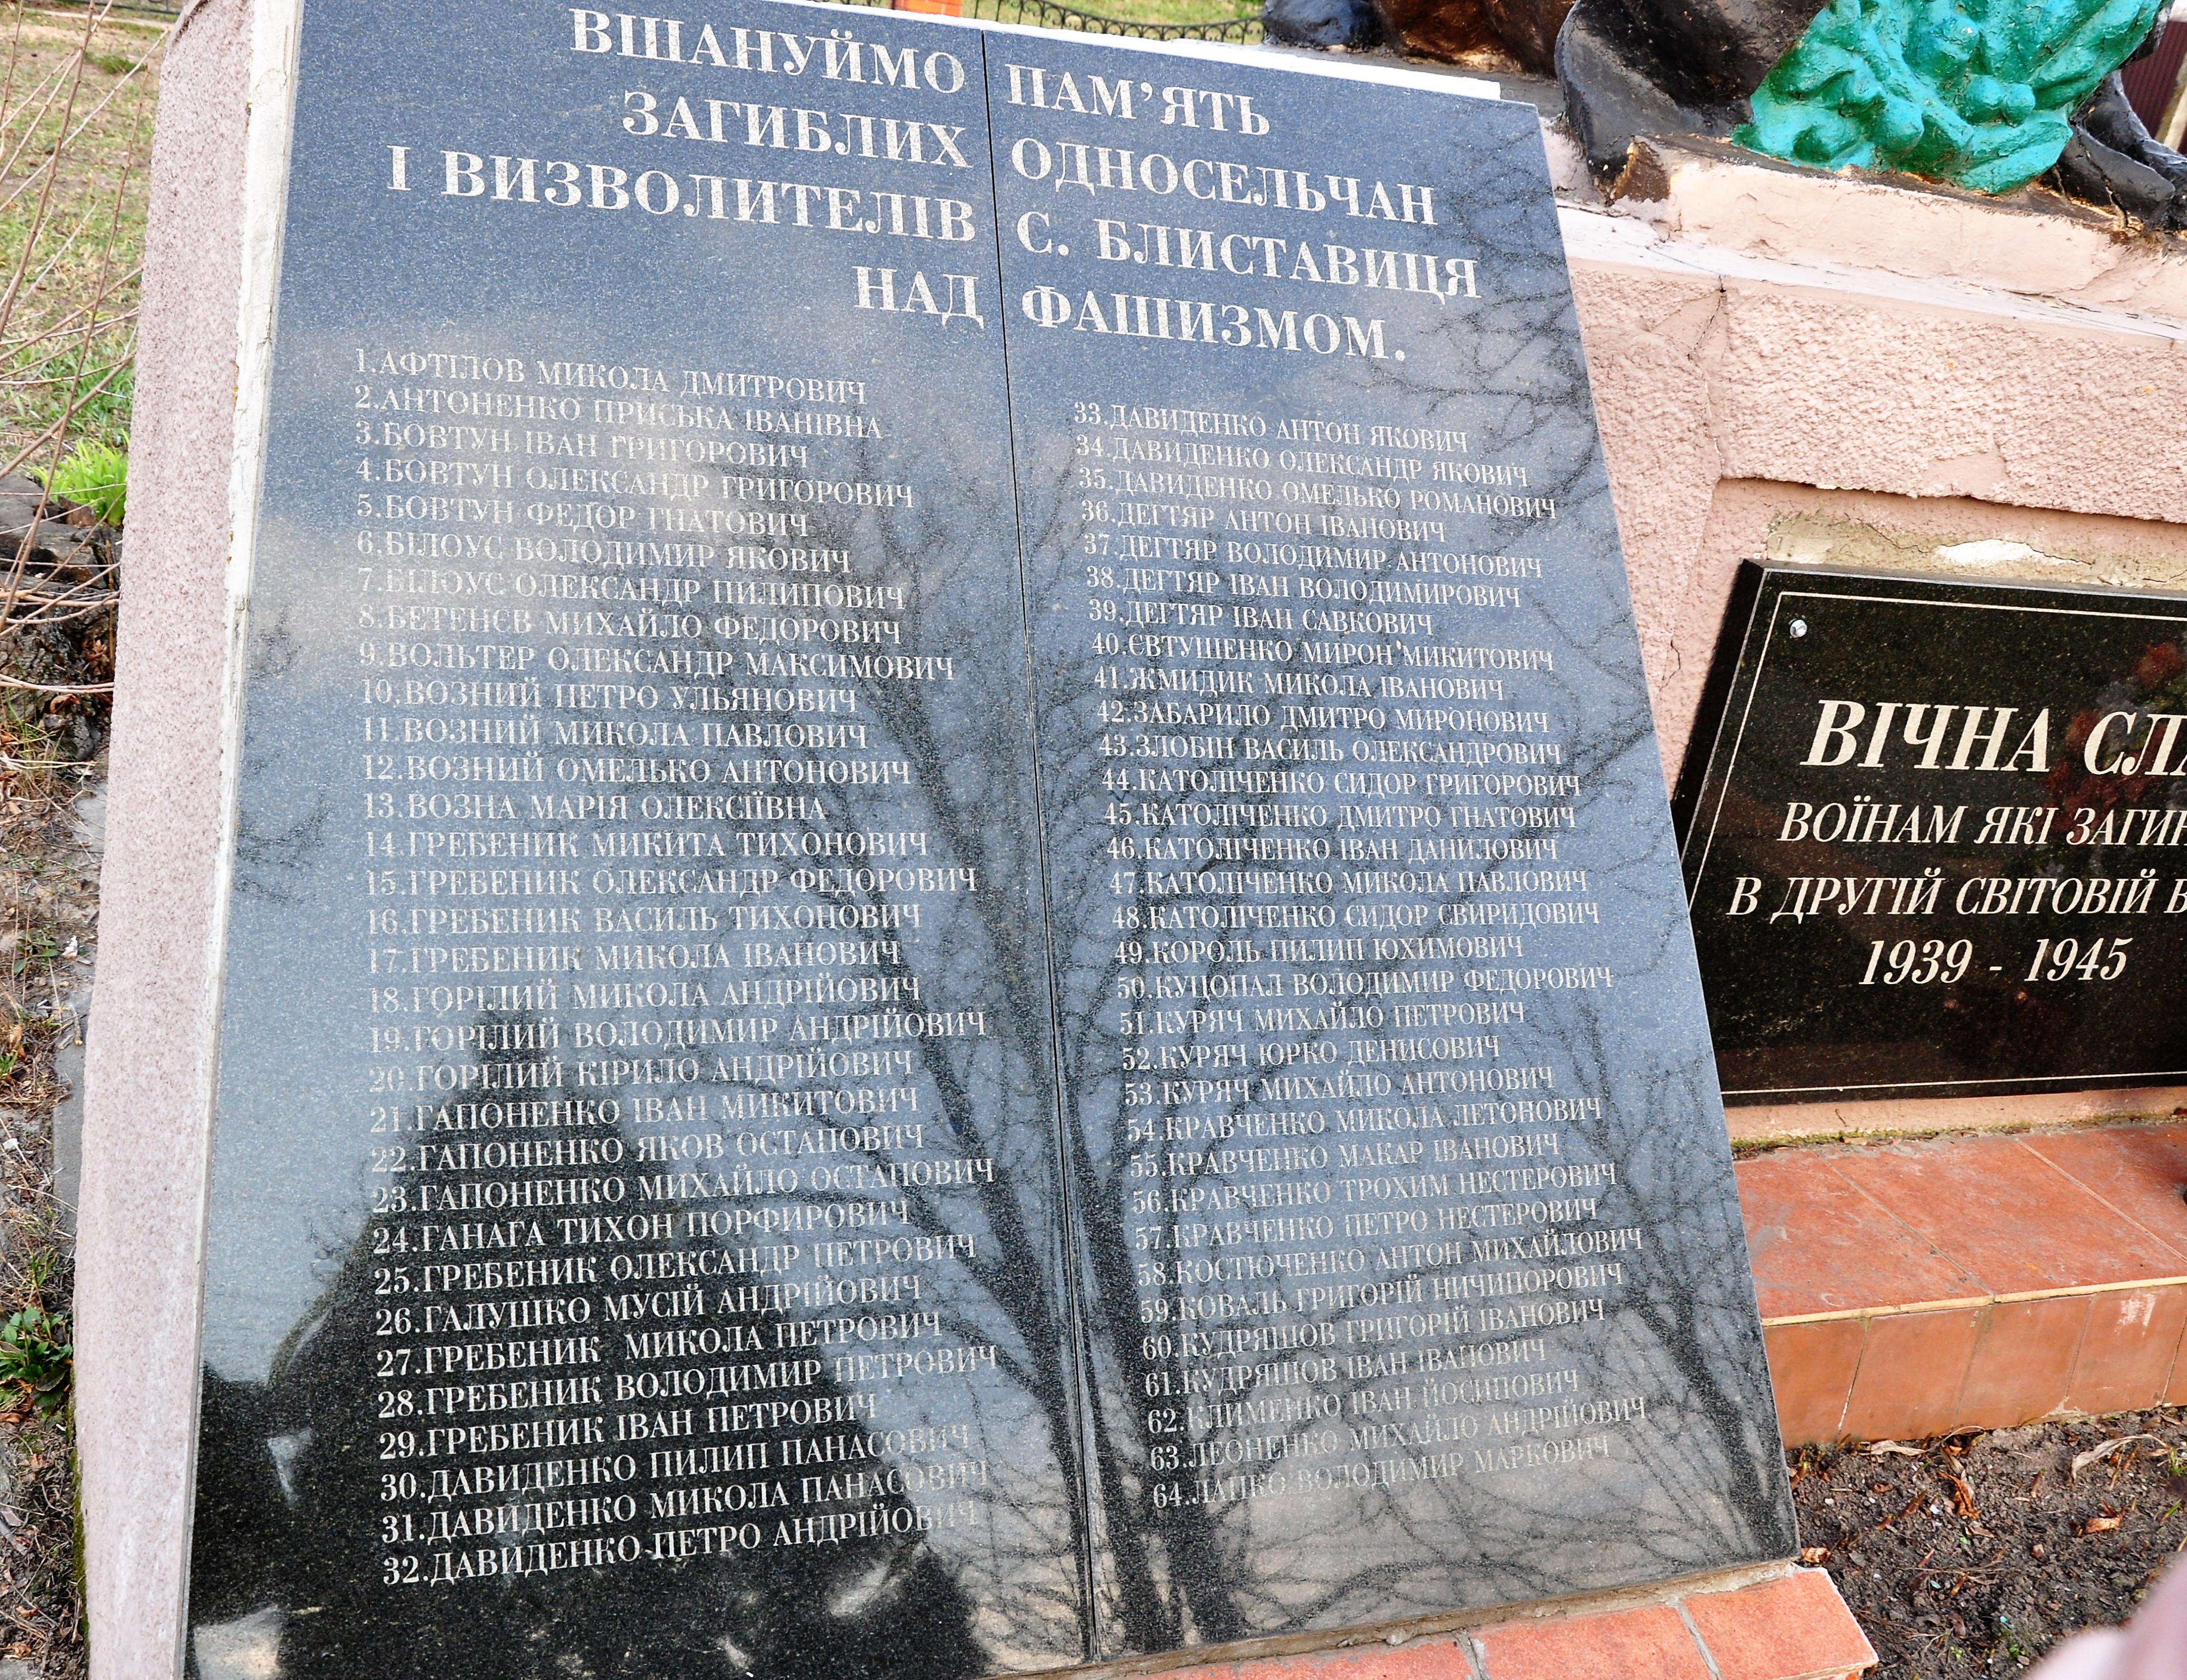 ВШАНУЙМО ПАМ’ЯТЬ
ЗАГИБЛИХ ОДНОСЕЛЬЧАН
І ВИЗВОЛИТЕЛІВ С. БЛИСТАВИЦЯ
НАД ФАШИЗМОМ.
1.АФТІЛОВ МИКОЛА ДМИТРОВИЧ
2.АНТОНЕНКО ПРИСЬКА ІВАНІВНА
3.БОВТУН ІВАН ГРИГОРОВИЧ
4.БОВТУН ОЛЕКСАНДР ГРИГОРОВИЧ
5.БОВТУН ФЕДОР ГНАТОВИЧ
6.БІЛОУС ВОЛОДИМИР ЯКОВИЧ
7.БІЛОУС ОЛЕКСАНДР ПИЛИПОВИЧ
8.БЕТЕНЄВ МИХАЙЛО ФЕДОРОВИЧ
9.ВОЛЬТЕР ОЛЕКСАНДР МАКСИМОВИЧ
10.ВОЗНИЙ ПЕТРО УЛЬЯНОВИЧ
11.ВОЗНИЙ МИКОЛА ПАВЛОВИЧ
12.ВОЗНИЙ ОМЕЛЬКО АНТОНОВИЧ
13.ВОЗНА МАРІЯ ОЛЕКСІЇВНА
14.ГРЕБЕНИК МИКИТА ТИХОНОВИЧ
15.ГРЕБЕНИК ОЛЕКСАНДР ФЕДОРОВИЧ
16.ГРЕБЕНИК ВАСИЛЬ ТИХОНОВИЧ
17.ГРЕБЕНИК МИКОЛА ІВАНОВИЧ
18.ГОРІЛИЙ МИКОЛА АНДРІЙОВИЧ
19.ГОРІЛИЙ ВОЛОДИМИР АНДРІЙОВИЧ
20.ГОРІЛИЙ КІРИЛО АНДРІЙОВИЧ
21.ГАПОНЕНКО ІВАН МИКИТОВИЧ
22.ГАПОНЕНКО ЯКОВ ОСТАПОВИЧ
23.ГАПОНЕНКО МИХАЙЛО ОСТАПОВИЧ
24.ГАНАГА ТИХОН ПОРФИРОВИЧ
25.ГРЕБЕНИК ОЛЕКСАНДР ПЕТРОВИЧ
26.ГАЛУШКО МУСІЙ АНДРІЙОВИЧ
27.ГРЕБЕНИК МИКОЛА ПЕТРОВИЧ
28.ГРЕБЕНИК ВОЛОДИМИР ПЕТРОВИЧ
29.ГРЕБЕНИК ІВАН ПЕТРОВИЧ
30.ДАВИДЕНКО ПИЛИП ПАНАСОВИЧ
31.ДАВИДЕНКО МИКОЛА ПАНАСОВИЧ
32.ДАВИДЕНКО ПЕТРО АНДРІЙОВИЧ
33.ДАВИДЕНКО АНТОН ЯКОВИЧ
34.ДАВИДЕНКО ОЛЕКСАНДР ЯКОВИЧ
35.ДАВИДЕНКО ОМЕЛЬКО РОМАНОВИЧ
36.ДЕГТЯР АНТОН ІВАНОВИЧ
37.ДЕГТЯР ВОЛОДИМИР АНТОНОВИЧ
38.ДЕГТЯР ІВАН ВОЛОДИМИРОВИЧ
39.ДЕГТЯР ІВАН САВКОВИЧ
40.ЄВТУШЕНКО МИРОН МИКИТОВИЧ
41.ЖМИДИК МИКОЛА ІВАНОВИЧ
42.ЗАБАРИЛО ДМИТРО МИРОНОВИЧ
43.ЗЛОБІН ВАСИЛЬ ОЛЕКСАНДРОВИЧ
44.КАТОЛІЧЕНКО СИДОР ГРИГОРОВИЧ
45.КАТОЛІЧЕНКО ДМИТРО ГНАТОВИЧ
46.КАТОЛІЧЕНКО ІВАН ДАНИЛОВИЧ
47.КАТОЛІЧЕНКО МИКОЛА ПАВЛОВИЧ
48.КАТОЛІЧЕНКО СИДОР СВИРИДОВИЧ
49.КОРОЛЬ ПИЛИП ЮХИМОВИЧ
50.КУЦОПАЛ ВОЛОДИМИР ФЕДОРОВИЧ
51.КУРЯЧ МИХАЙЛО ПЕТРОВИЧ
52.КУРЯЧ ЮРКО ДЕНИСОВИЧ
53.КУРЯЧ МИХАЙЛО АНТОНОВИЧ
54.КРАВЧЕНКО МИКОЛА ЛЕТОНОВИЧ
55.КРАВЧЕНКО МАКАР ІВАНОВИЧ
56.КРАВЧЕНКО ТРОХИМ НЕСТЕРОВИЧ
57.КРАВЧЕНКО ПЕТРО НЕСТЕРОВИЧ
58.КОСТЮЧЕНКО АНТОН МИХАЙЛОВИЧ
59.КОВАЛЬ ГРИГОРІЙ НИЧИПОРОВИЧ
60.КУДРЯШОВ ГРИГОРІЙ ІВАНОВИЧ
61.КУДРЯШОВ ІВАН ІВАНОВИЧ
62.КЛИМЕНКО ІВАН ЙОСИПОВИЧ
63.ЛЕОНЕНКО МИХАЙЛО АНДРІЙОВИЧ
64.ЛАПКО ВОЛОДИМИР МАРКОВИЧ
ВІЧНА СЛА
ВОЇНАМ ЯКІ ЗАГИН
В ДРУГІЙ СВІТОВІЙ В
1939 - 1945